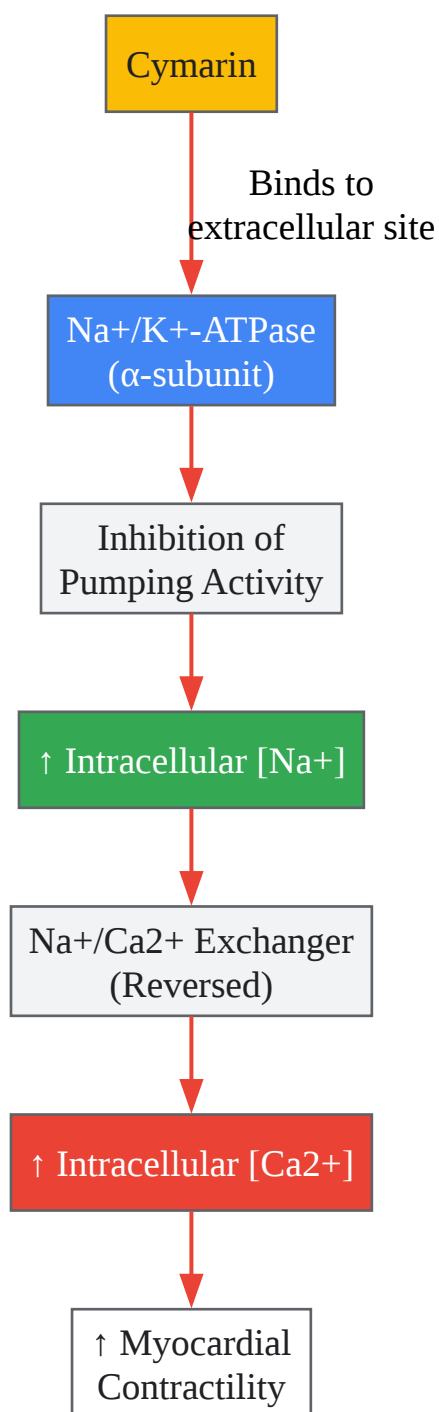 Cymarin
Binds to
extracellular site
Na+/K+-ATPase
(α-subunit)
Inhibition of
Pumping Activity
↑ Intracellular [Na+]
Na+/Ca2+ Exchanger
(Reversed)
↑ Intracellular [Ca2+]
↑ Myocardial
Contractility